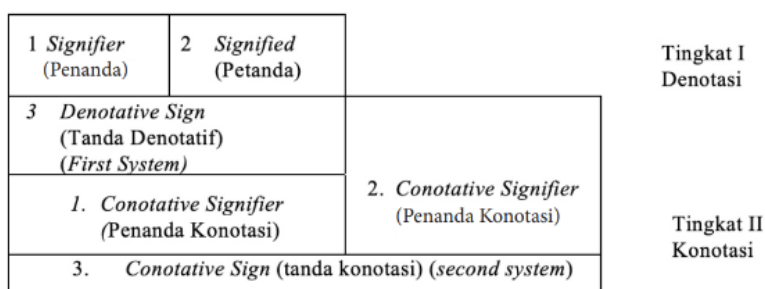 1 Signifier
(Penanda)
2 Signified
(Petanda)
Tingkat I
Denotasi
3 Denotative Sign
(Tanda Denotatif)
(First System)
1. Conotative Signifier
(Penanda Konotasi)
2. Conotative Signifier
(Penanda Konotasi)
Tingkat II
Konotasi
3. Conotative Sign (tanda konotasi) (second system)